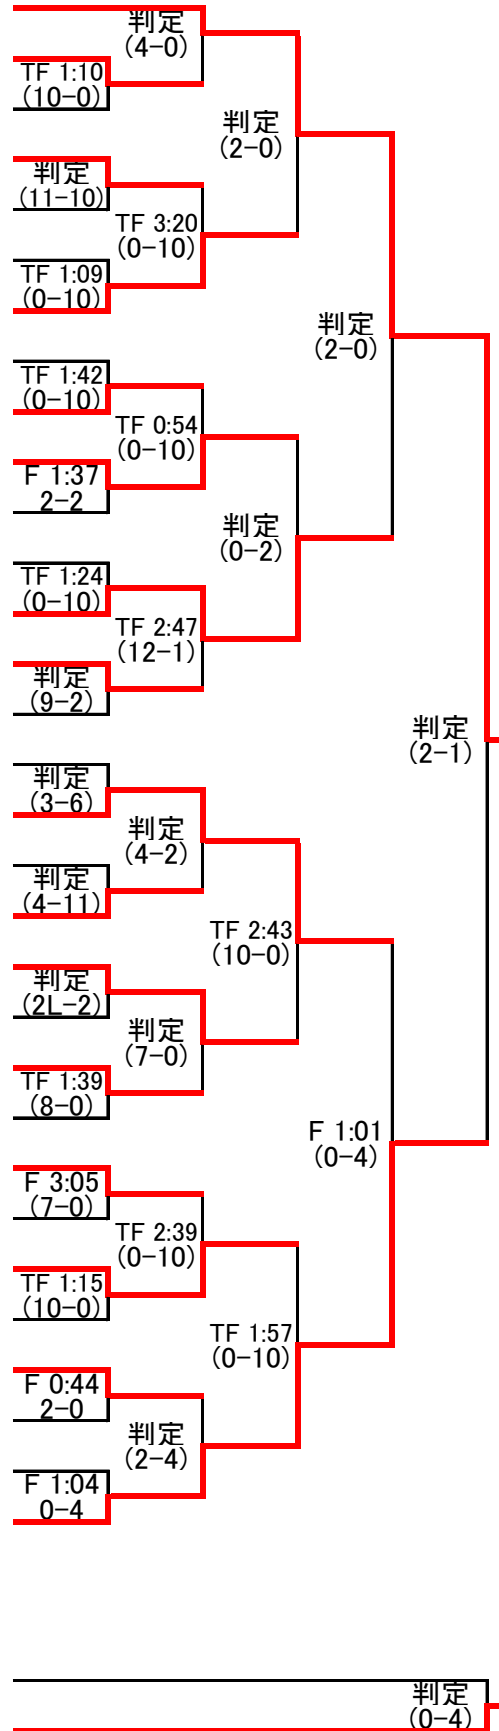 判定
(4-0)
TF 1:10
(10-0)
判定
(2-0)
判定
(11-10)
TF 3:20
(0-10)
TF 1:09
(0-10)
判定
(2-0)
TF 1:42
(0-10)
TF 0:54
(0-10)
F 1:37
2-2
判定
(0-2)
TF 1:24
(0-10)
TF 2:47
(12-1)
判定
(9-2)
判定
(2-1)
判定
(3-6)
判定
(4-2)
判定
(4-11)
TF 2:43
(10-0)
判定
(2L-2)
判定
(7-0)
TF 1:39
(8-0)
F 1:01
(0-4)
F 3:05
(7-0)
TF 2:39
(0-10)
TF 1:15
(10-0)
TF 1:57
(0-10)
F 0:44
2-0
判定
(2-4)
F 1:04
0-4
判定
(0-4)